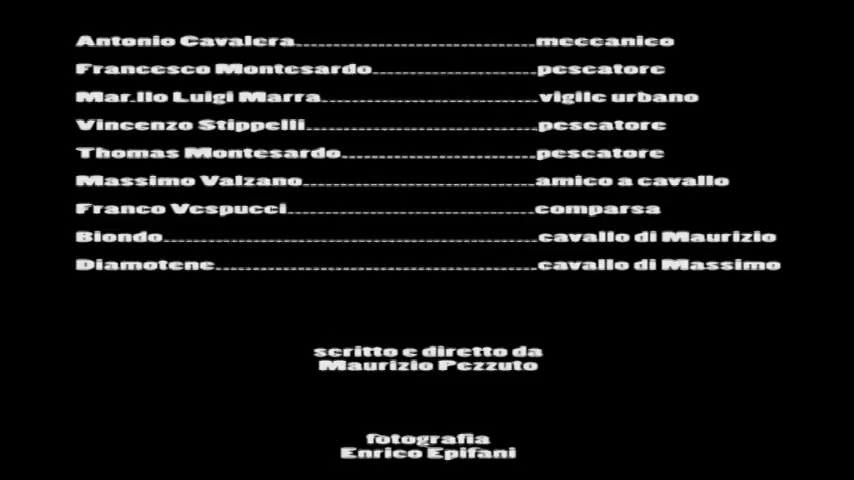 Antonio Cavalera................................meccanico
Francesco Montesardo......................pescatore
Mar.llo Luigi Marra.............................vigile urbano
Vincenzo Stippelli...............................pescatore
Thomas Montesardo..........................pescatore
Massimo Valzano...............................amico a cavallo
Franco Vespucci.................................comparsa
Biondo..................................................cavallo di Maurizio
Diamotene...........................................cavallo di Massimo
scritto e diretto da
Maurizio Pezzuto
fotografia
Enrico Epifani